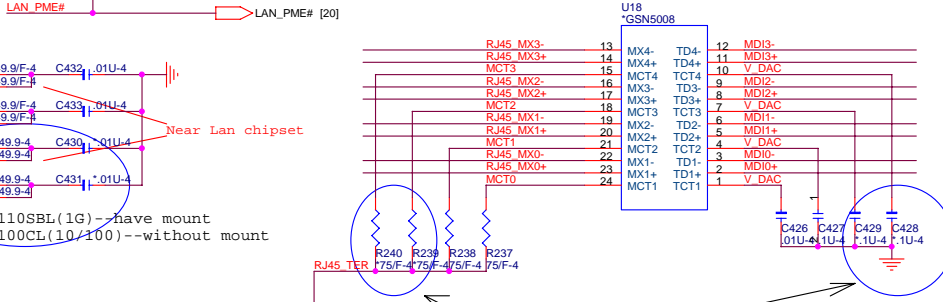 LAN_PME#
LAN_PME# [20]
U18
*GSN5008
RJ45_MX3- 13 MX4- TD4- 12 MDI3-
RJ45_MX3+ 14 MX4+ TD4+ 11 MDI3+
MCT3 15 MCT4 TCT4 10 V_DAC
RJ45_MX2- 16 MX3- TD3- 9 MDI2-
RJ45_MX2+ 17 MX3+ TD3+ 8 MDI2+
MCT2 18 MCT3 TCT3 7 V_DAC
RJ45_MX1- 19 MX2- TD2- 6 MDI1-
RJ45_MX1+ 20 MX2+ TD2+ 5 MDI1+
MCT1 21 MCT2 TCT2 4 V_DAC
RJ45_MX0- 22 MX1- TD1- 3 MDI0-
RJ45_MX0+ 23 MX1+ TD1+ 2 MDI0+
MCT0 24 MCT1 TCT1 1 V_DAC
9.9/F-4 C432 .01U-4
9.9/F-4
9.9/F-4 C433 .01U-4
9.9/F-4
Near Lan chipset
49.9-4 C430 *.01U-4
49.9-4
49.9-4 C431 *.01U-4
49.9-4
110SBL(1G)--have mount
100CL(10/100)--without mount
R240 R239 R238 R237
RJ45_TER *75/F-4 *75/F-4 75/F-4 75/F-4
1
C426 C427 C429 C428
.01U-4 .1U-4 *.1U-4 *.1U-4